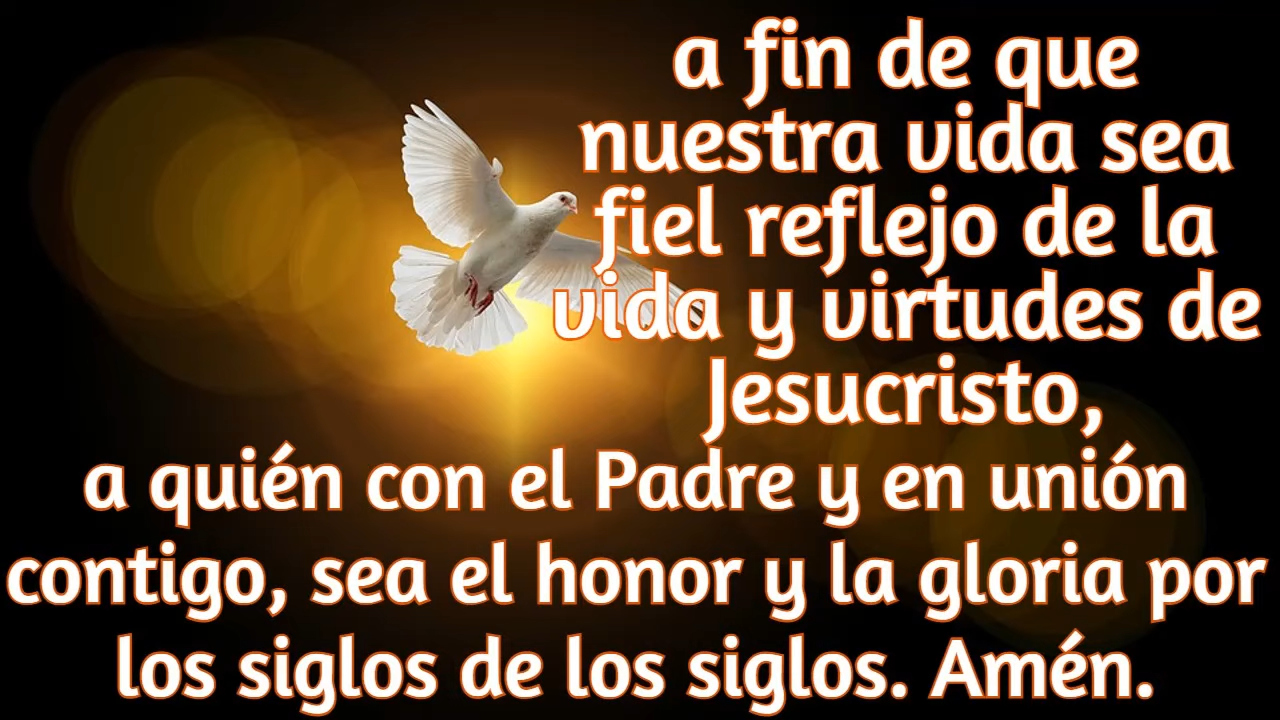 a fin de que
nuestra vida sea
fiel reflejo de la
vida y virtudes de
Jesucristo,
a quién con el Padre y en unión
contigo, sea el honor y la gloria por
los siglos de los siglos. Amén.